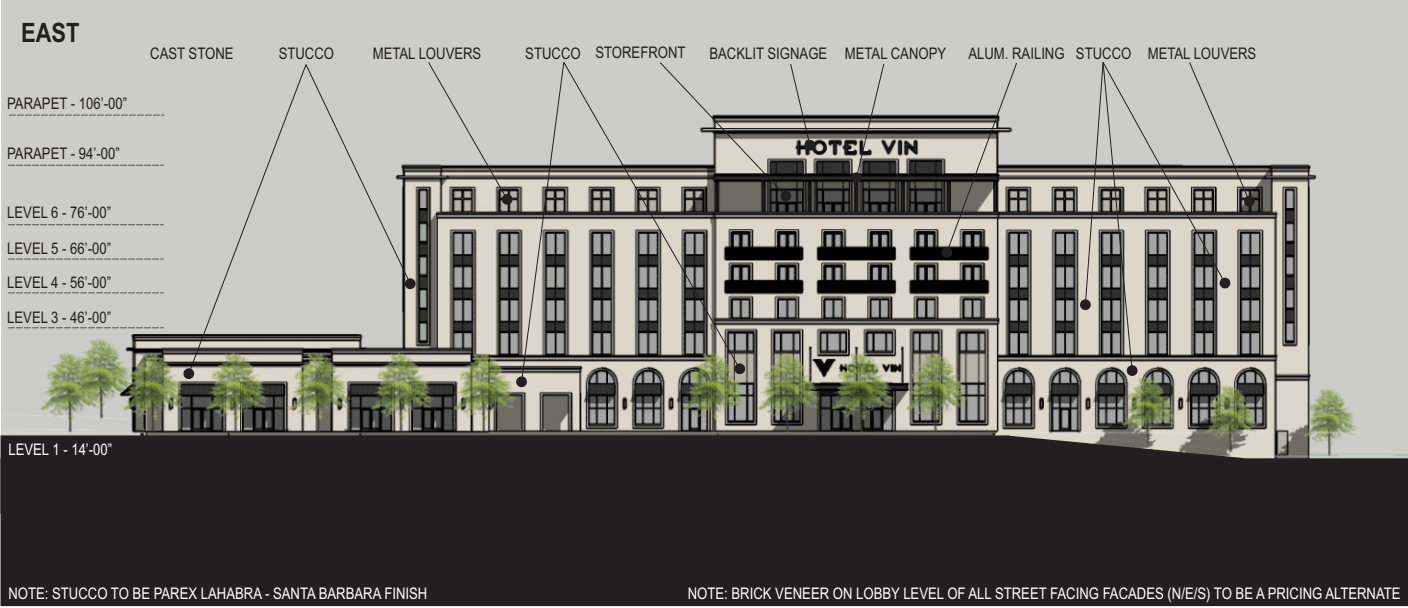 EAST
CAST STONE
STUCCO
METAL LOUVERS
STUCCO
STOREFRONT
BACKLIT SIGNAGE
METAL CANOPY
ALUM. RAILING
STUCCO
METAL LOUVERS
PARAPET - 106'-00"
PARAPET - 94'-00"
LEVEL 6 - 76'-00"
LEVEL 5 - 66'-00"
LEVEL 4 - 56'-00"
LEVEL 3 - 46'-00"
HOTEL VIN
V HOTEL VIN
LEVEL 1 - 14'-00"
NOTE: STUCCO TO BE PAREX LAHABRA - SANTA BARBARA FINISH
NOTE: BRICK VENEER ON LOBBY LEVEL OF ALL STREET FACING FACADES (N/E/S) TO BE A PRICING ALTERNATE